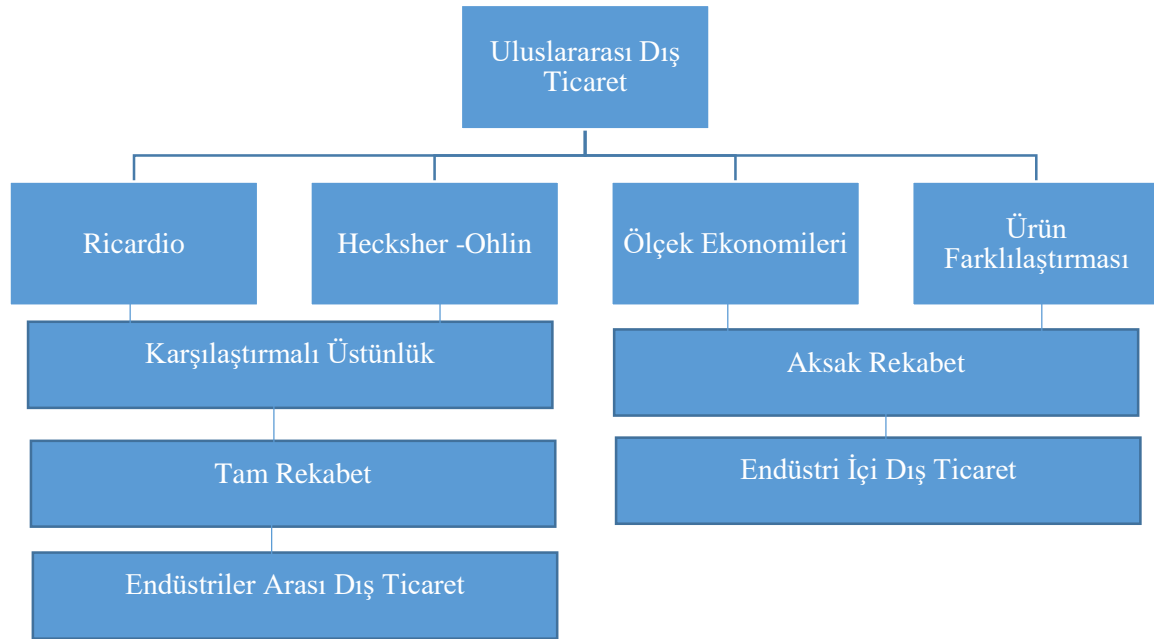 Uluslararası Dış
Ticaret
Ricardio
Hecksher -Ohlin
Ölçek Ekonomileri
Ürün
Farklılaştırması
Karşılaştırmalı Üstünlük
Aksak Rekabet
Tam Rekabet
Endüstri İçi Dış Ticaret
Endüstriler Arası Dış Ticaret